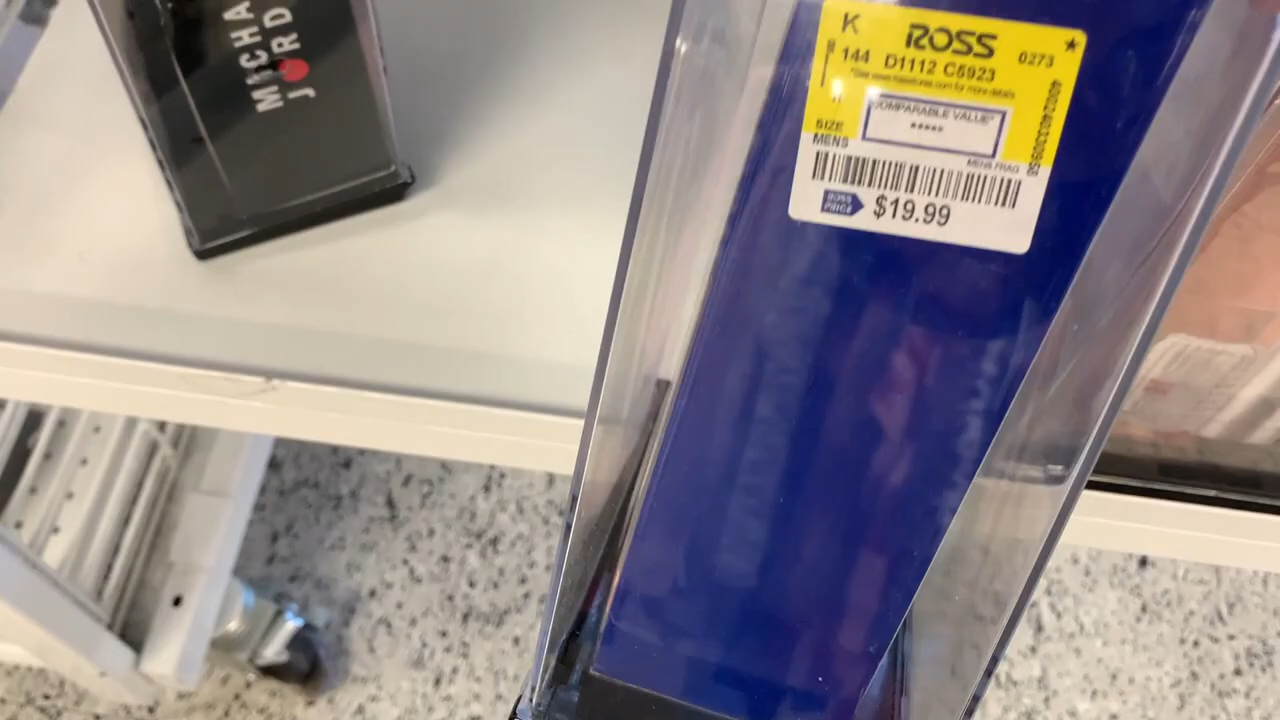 MICHA
JORD
K
ROSS
0273
144 D1112 C5923
COMPARABLE VALUE*
*****
SIZE
MENS
MENS FRAG
ROSS PRICE
$19.99